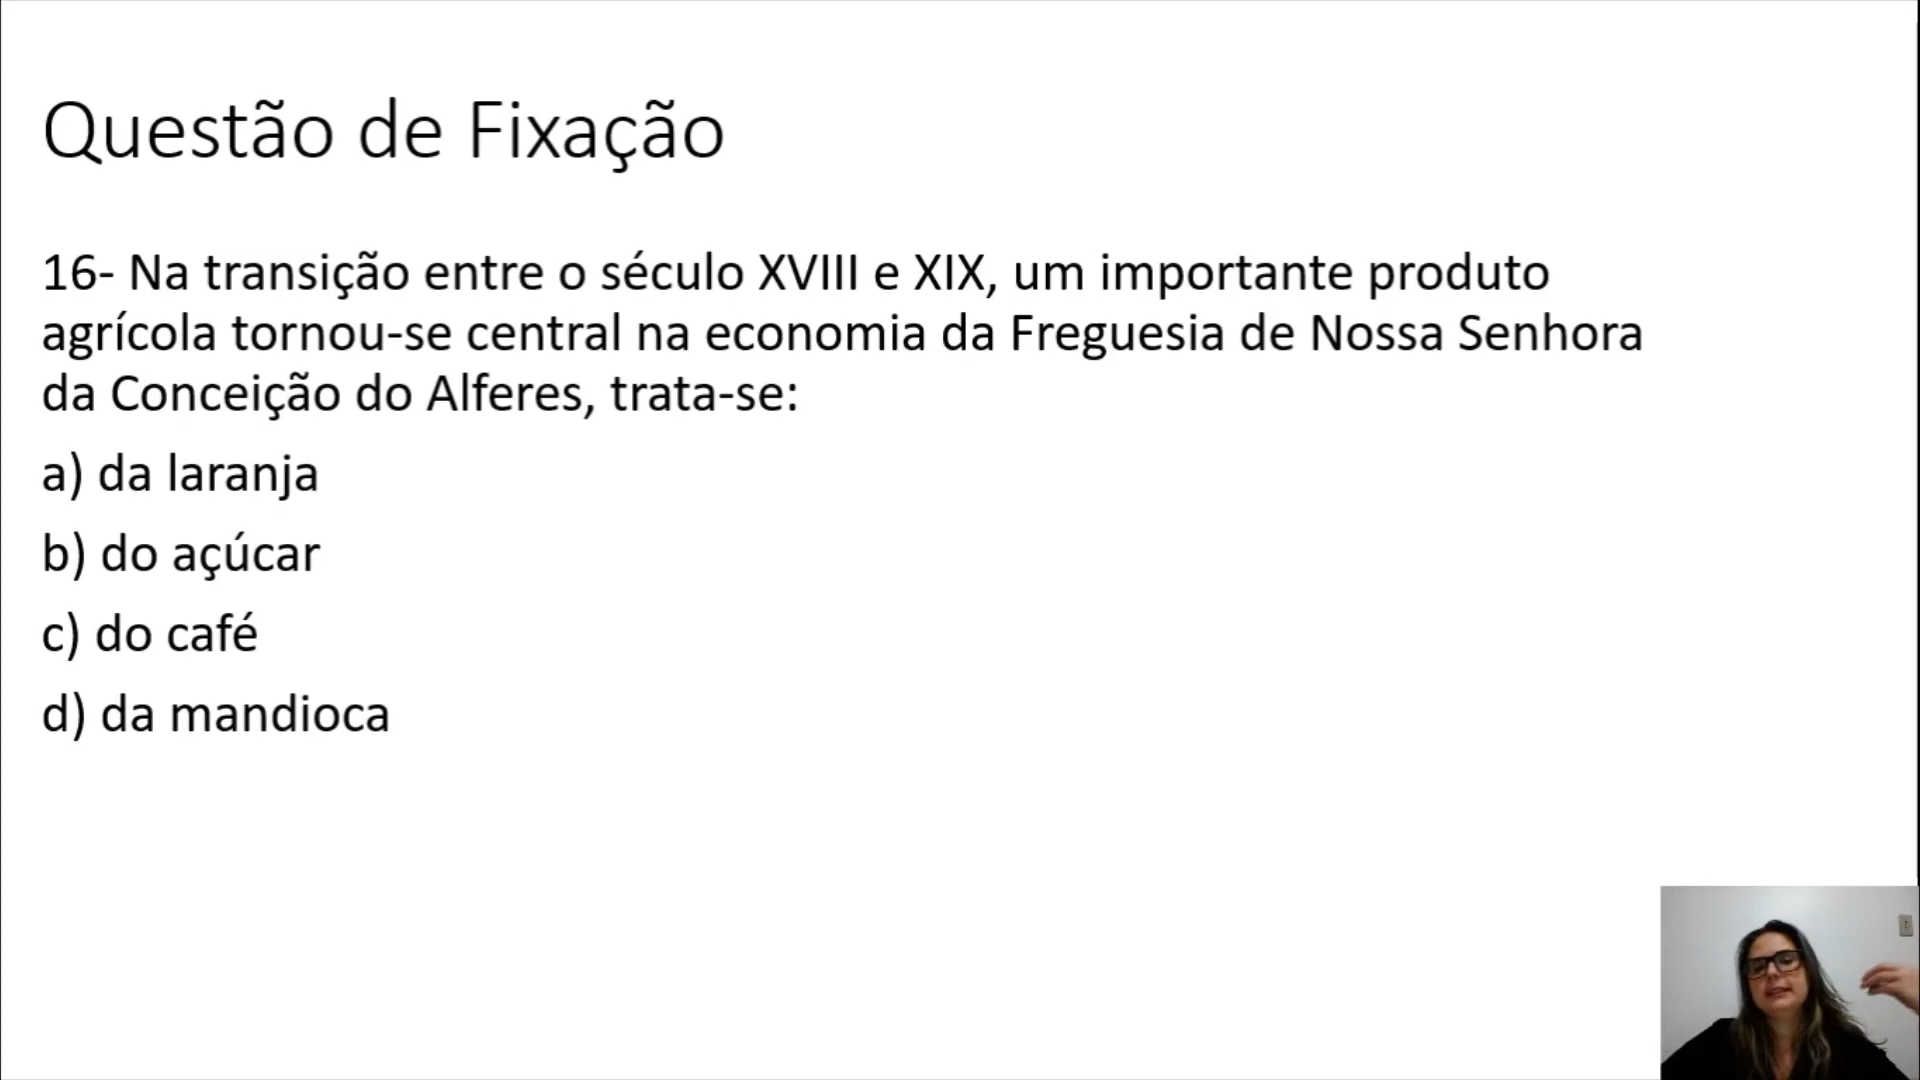 Questão de Fixação
16- Na transição entre o século XVIII e XIX, um importante produto
agrícola tornou-se central na economia da Freguesia de Nossa Senhora
da Conceição do Alferes, trata-se:
a) da laranja
b) do açúcar
c) do café
d) da mandioca